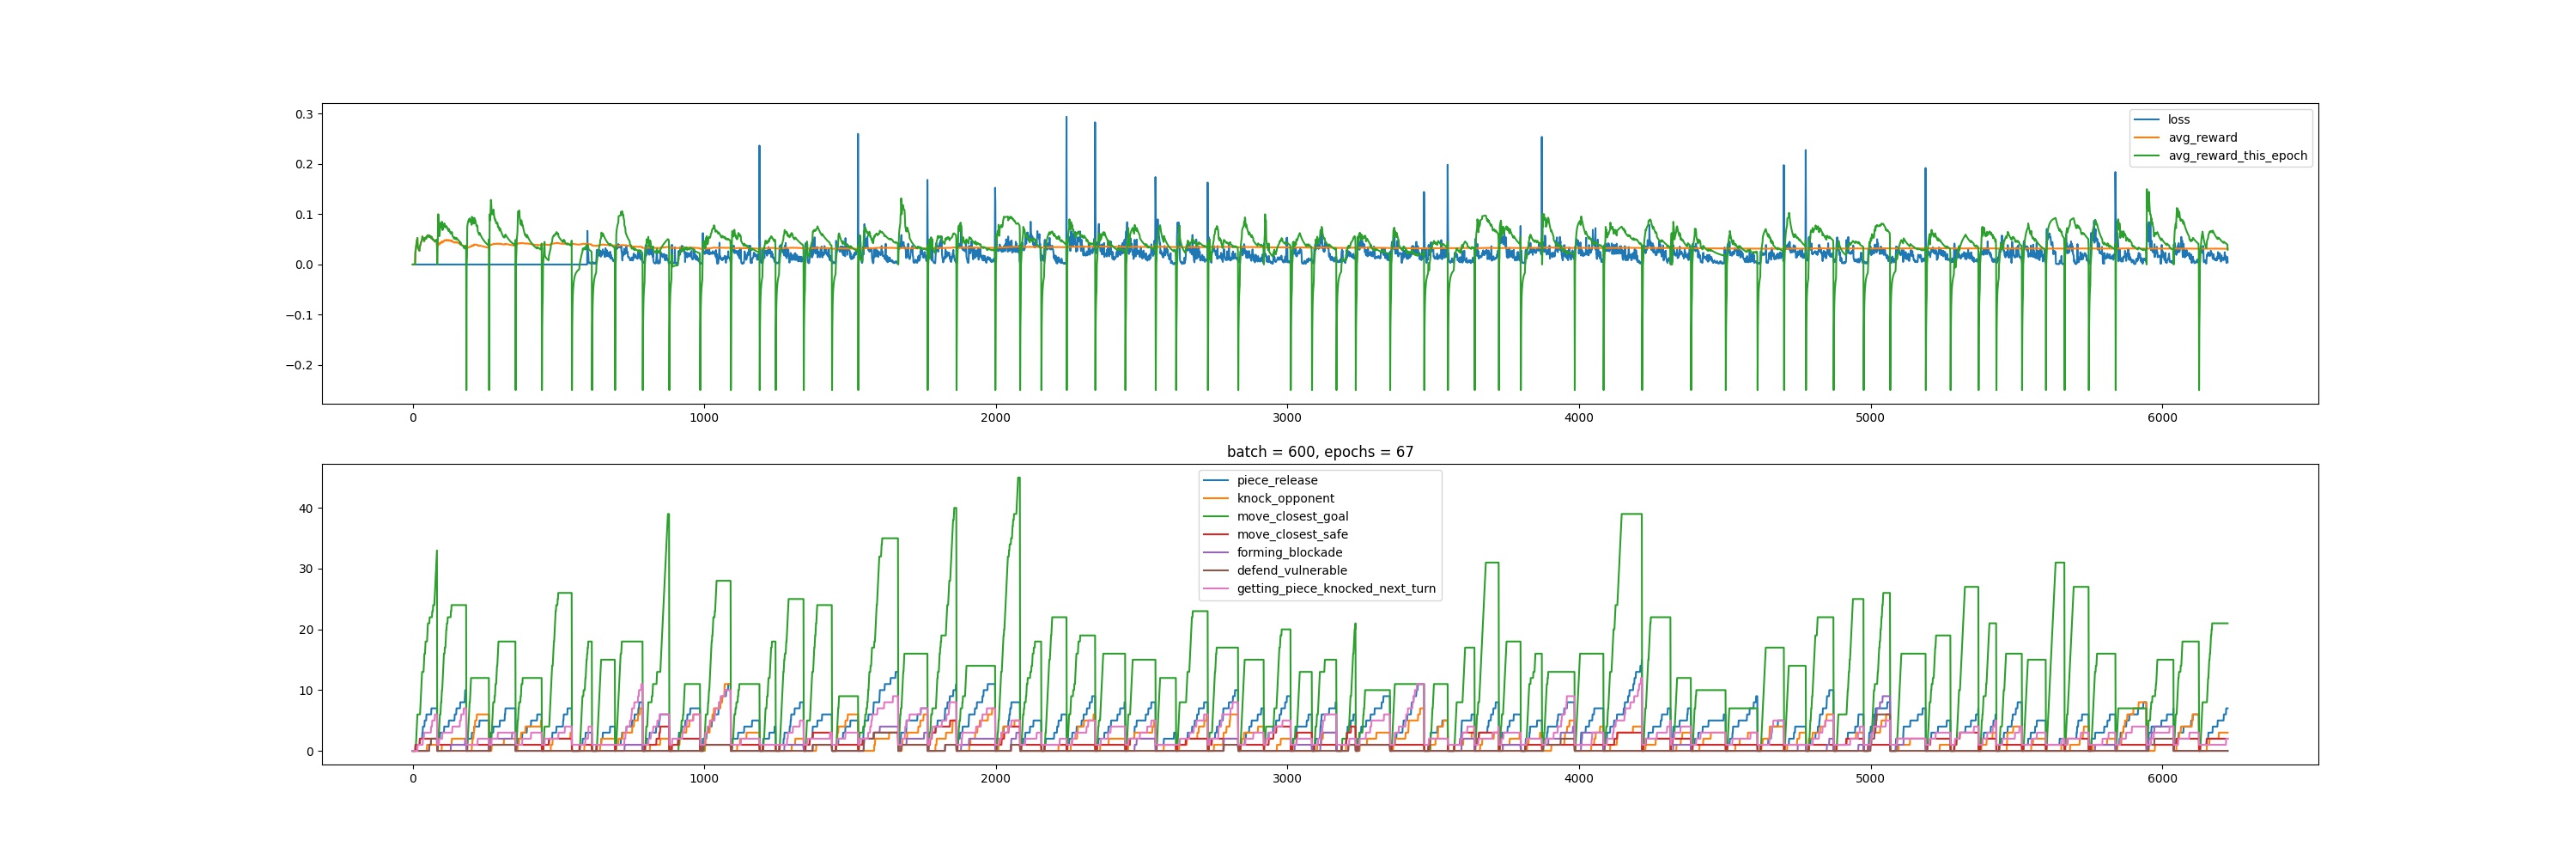 0.3
0.2
0.1
0.0
−0.1
−0.2
loss
avg_reward
avg_reward_this_epoch
0 1000 2000 3000 4000 5000 6000
batch = 600, epochs = 67
40
30
20
10
0
piece_release
knock_opponent
move_closest_goal
move_closest_safe
forming_blockade
defend_vulnerable
getting_piece_knocked_next_turn
0 1000 2000 3000 4000 5000 6000